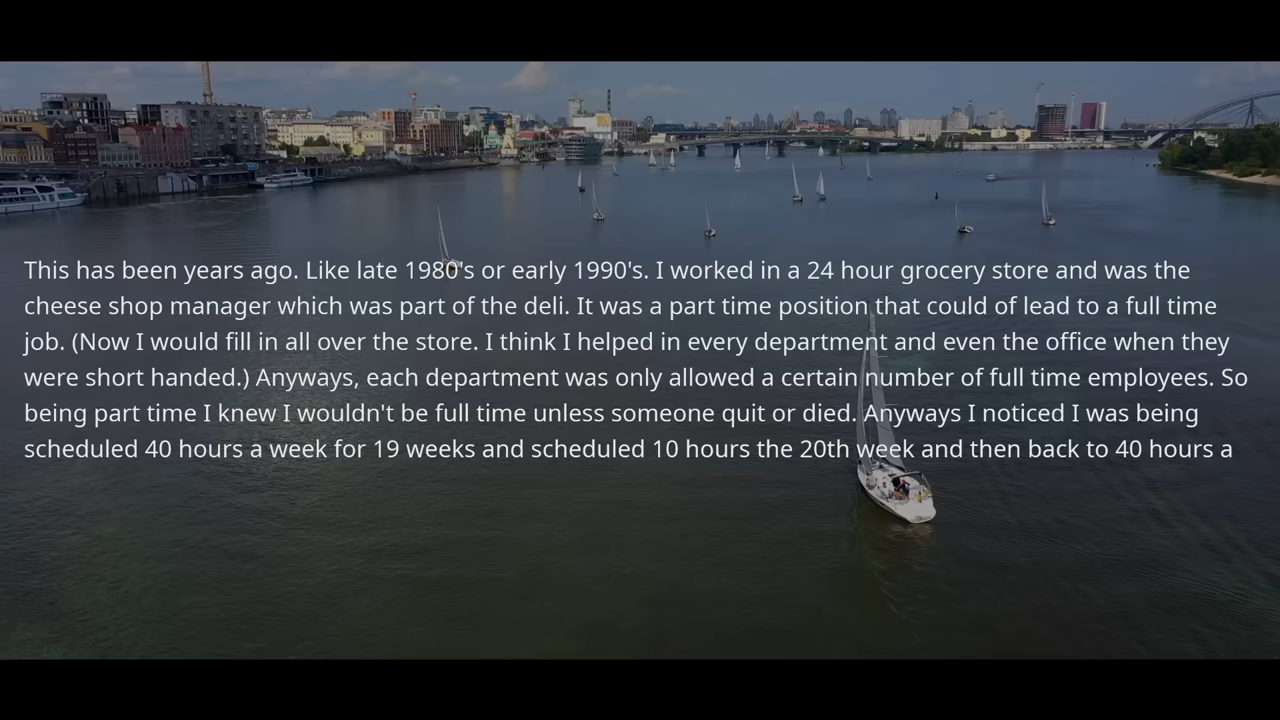 This has been years ago. Like late 1980's or early 1990's. I worked in a 24 hour grocery store and was the
cheese shop manager which was part of the deli. It was a part time position that could of lead to a full time
job. (Now I would fill in all over the store. I think I helped in every department and even the office when they
were short handed.) Anyways, each department was only allowed a certain number of full time employees. So
being part time I knew I wouldn't be full time unless someone quit or died. Anyways I noticed I was being
scheduled 40 hours a week for 19 weeks and scheduled 10 hours the 20th week and then back to 40 hours a